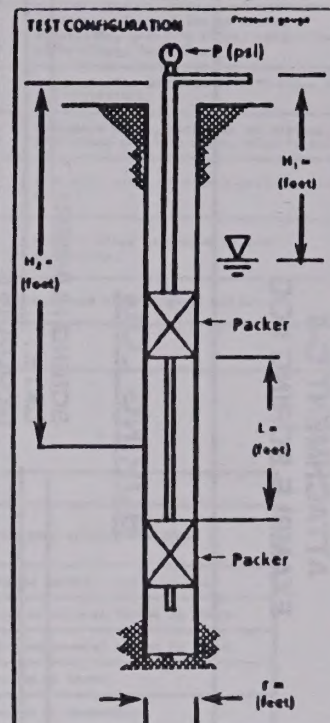 TEST CONFIGURATION
Pressure gauge
P (psi)
H₁ =
(feet)
H₂ =
(feet)
Packer
L =
(feet)
Packer
r =
(feet)